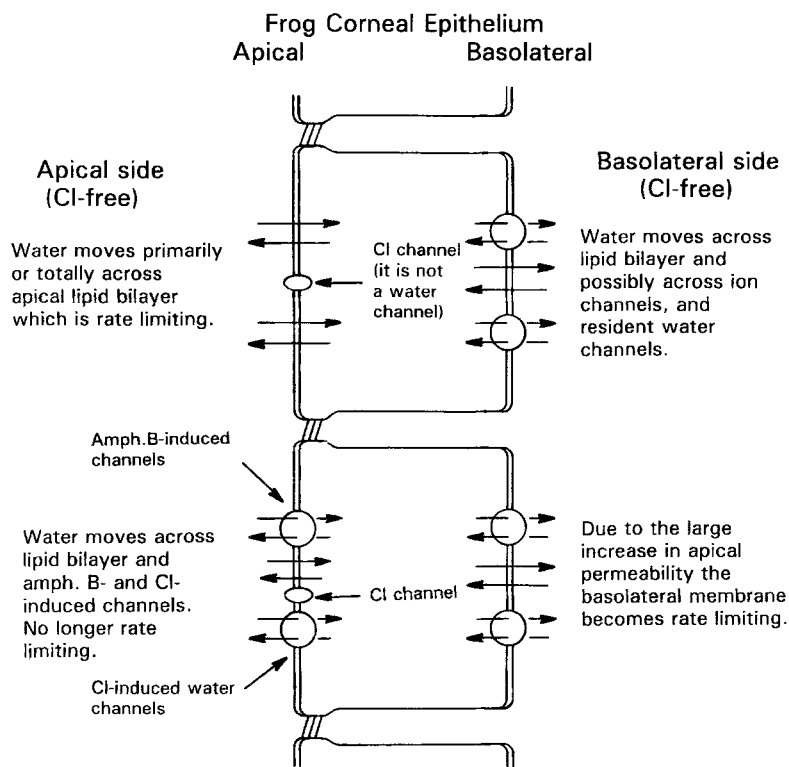 Frog Corneal Epithelium
Apical
Basolateral
Apical side
(Cl-free)
Water moves primarily
or totally across
apical lipid bilayer
which is rate limiting.
Cl channel
(it is not
a water
channel)
Basolateral side
(Cl-free)
Water moves across
lipid bilayer and
possibly across ion
channels, and
resident water
channels.
Amph.B-induced
channels
Water moves across
lipid bilayer and
amph. B- and Cl-
induced channels.
No longer rate
limiting.
Cl channel
Cl-induced water
channels
Due to the large
increase in apical
permeability the
basolateral membrane
becomes rate limiting.